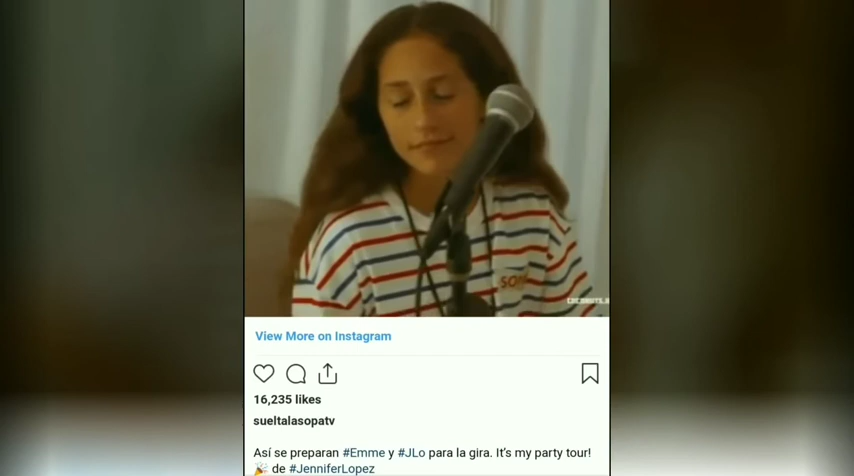 View More on Instagram
16,235 likes
sueltalasopatv
Así se preparan #Emme y #JLo para la gira. It's my party tour!
🎉 de #JenniferLopez